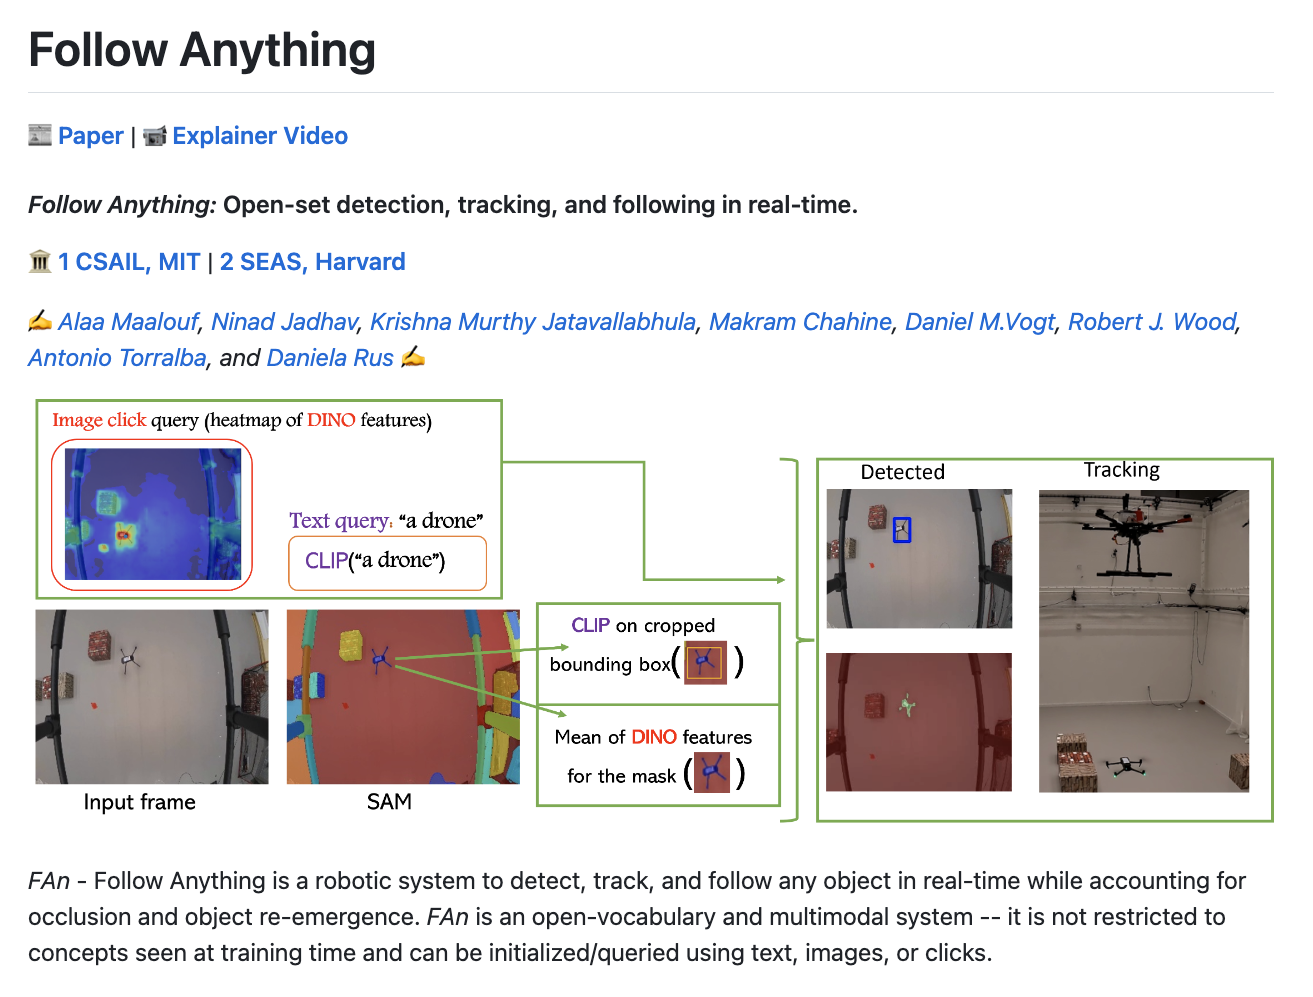 Follow Anything
Paper | Explainer Video
Follow Anything: Open-set detection, tracking, and following in real-time.
1 CSAIL, MIT | 2 SEAS, Harvard
Alaa Maalouf, Ninad Jadhav, Krishna Murthy Jatavallabhula, Makram Chahine, Daniel M.Vogt, Robert J. Wood,
Antonio Torralba, and Daniela Rus
Image click query (heatmap of DINO features)
Text query: “a drone”
CLIP(“a drone”)
Input frame
SAM
CLIP on cropped
bounding box( )
Mean of DINO features
for the mask ( )
Detected
Tracking
FAn - Follow Anything is a robotic system to detect, track, and follow any object in real-time while accounting for
occlusion and object re-emergence. FAn is an open-vocabulary and multimodal system -- it is not restricted to
concepts seen at training time and can be initialized/queried using text, images, or clicks.